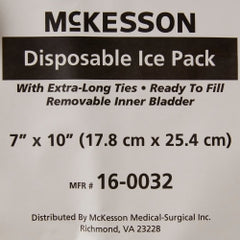 McKESSON
Disposable Ice Pack
With Extra-Long Ties • Ready To Fill
Removable Inner Bladder
7” x 10” (17.8 cm x 25.4 cm)
MFR # 16-0032
Distributed By McKesson Medical-Surgical Inc.
Richmond, VA 23228